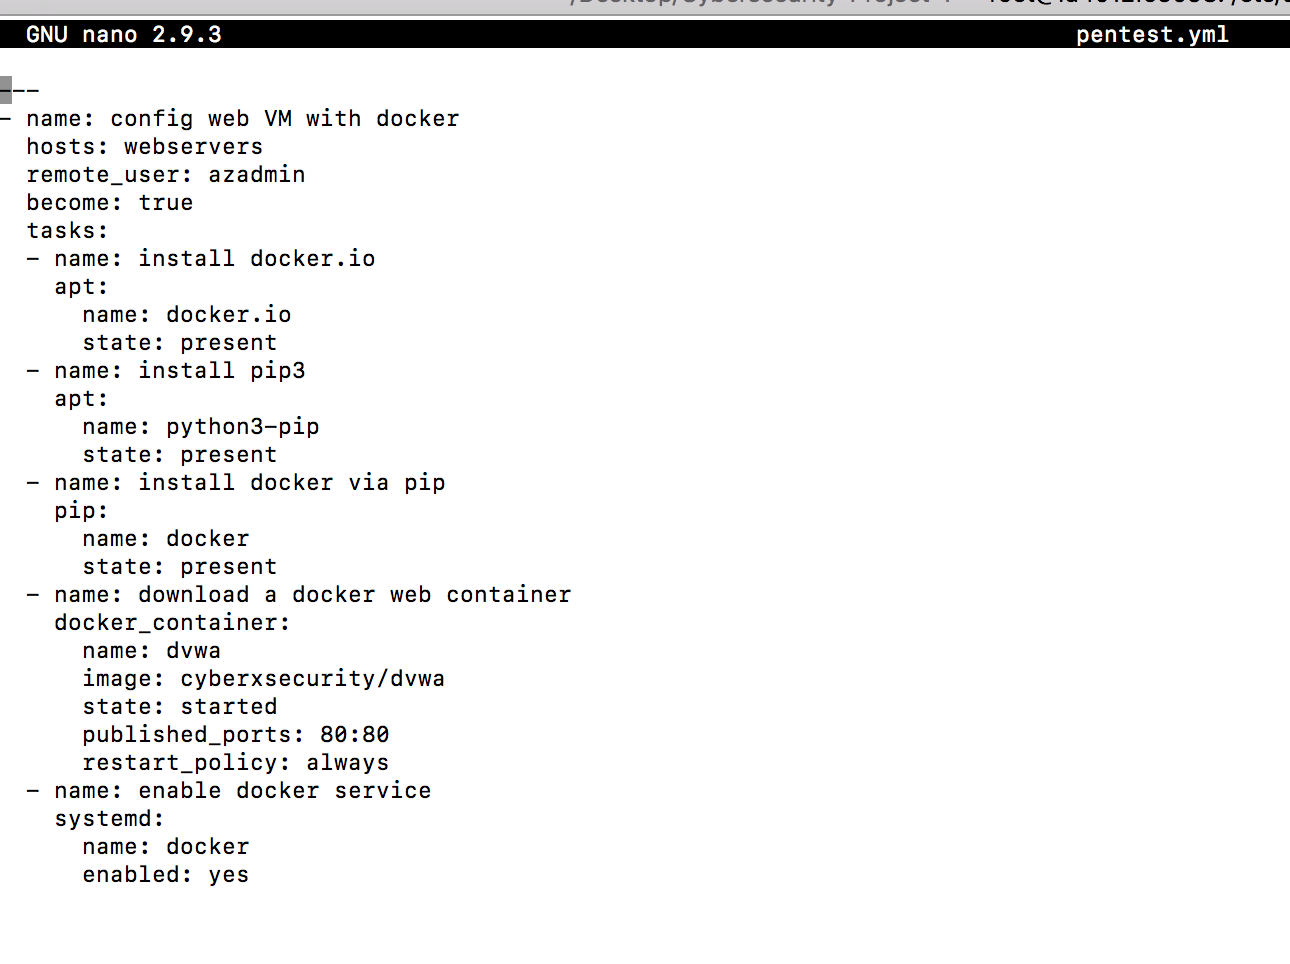 GNU nano 2.9.3 pentest.yml
---
- name: config web VM with docker
  hosts: webservers
  remote_user: azadmin
  become: true
  tasks:
  - name: install docker.io
    apt:
      name: docker.io
      state: present
  - name: install pip3
    apt:
      name: python3-pip
      state: present
  - name: install docker via pip
    pip:
      name: docker
      state: present
  - name: download a docker web container
    docker_container:
      name: dvwa
      image: cyberxsecurity/dvwa
      state: started
      published_ports: 80:80
      restart_policy: always
  - name: enable docker service
    systemd:
      name: docker
      enabled: yes